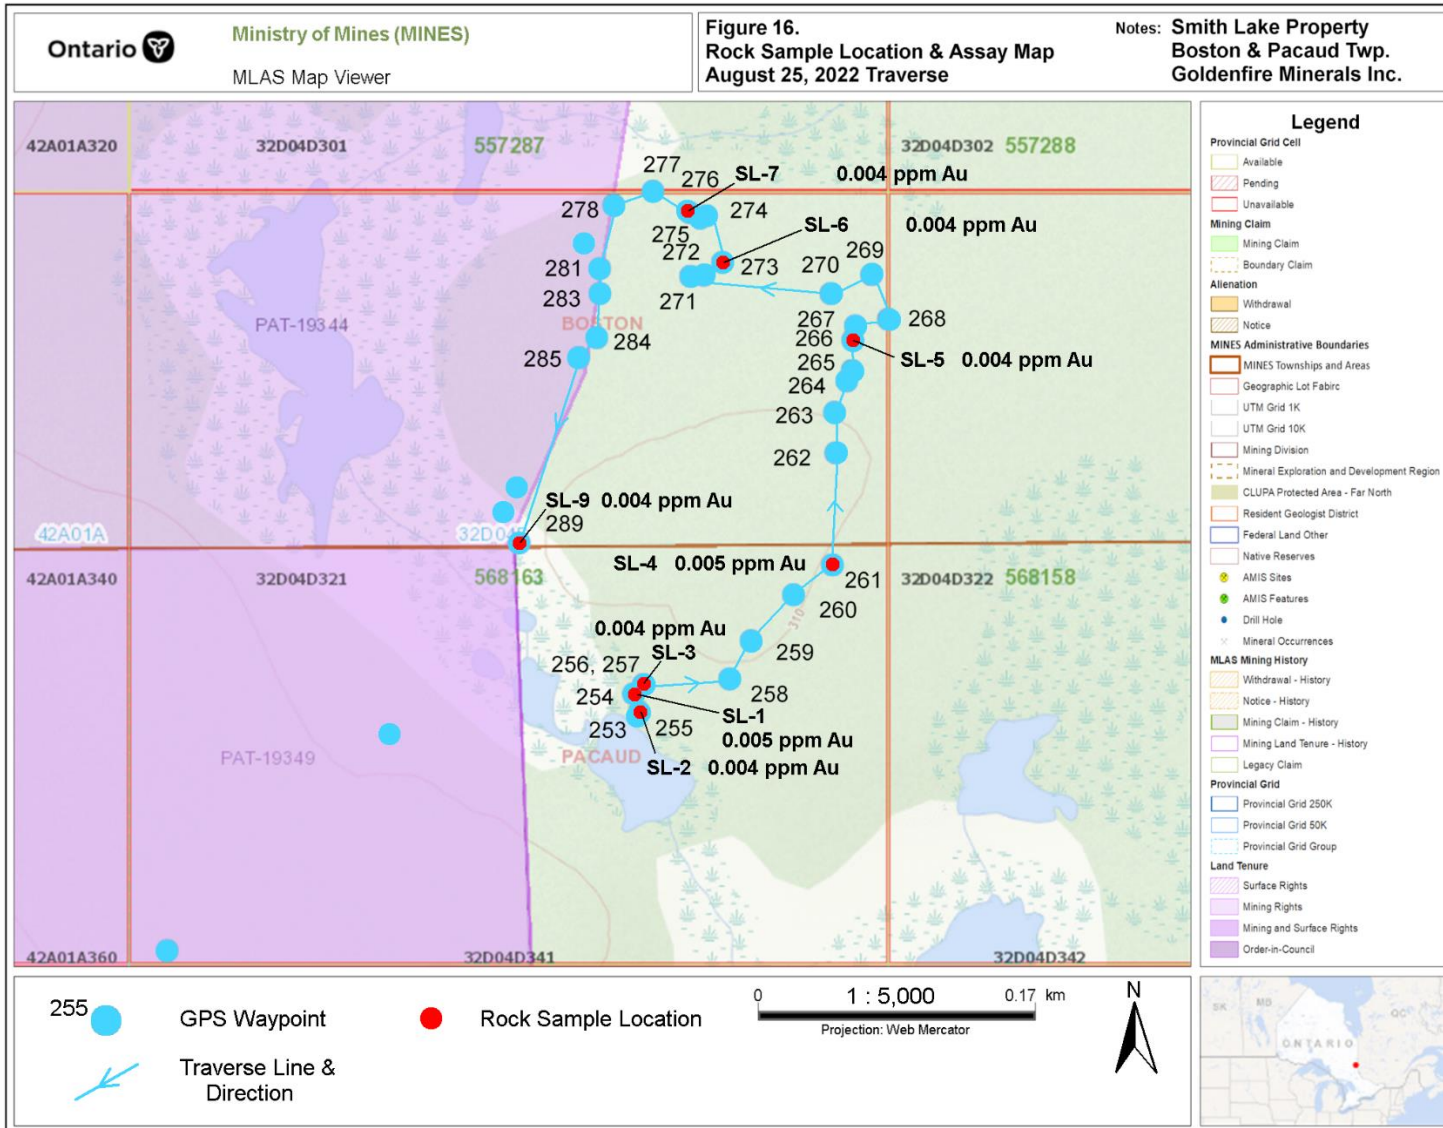 Ontario
Ministry of Mines (MINES)
MLAS Map Viewer
Figure 16.
Rock Sample Location & Assay Map
August 25, 2022 Traverse
Notes: Smith Lake Property
Boston & Pacaud Twp.
Goldenfire Minerals Inc.
42A01A320
32D04D301
557287
32D04D302
557288
277
276
SL-7 0.004 ppm Au
278
275
274
SL-6 0.004 ppm Au
272
273
269
270
281
271
283
267
268
PAT-19344
BOSTON
284
266
285
265
SL-5 0.004 ppm Au
264
263
262
SL-9 0.004 ppm Au
289
42A01A
SL-4 0.005 ppm Au
42A01A340
32D04D321
568163
261
32D04D322
568158
260
310
0.004 ppm Au
SL-3
259
256, 257
258
254
SL-1
0.005 ppm Au
253
255
PAT-19349
PACAUD
SL-2 0.004 ppm Au
42A01A360
32D04D341
32D04D342
Legend
Provincial Grid Cell
Available
Pending
Unavailable
Mining Claim
Mining Claim
Boundary Claim
Alienation
Withdrawal
Notice
MINES Administrative Boundaries
MINES Townships and Areas
Geographic Lot Fabirc
UTM Grid 1K
UTM Grid 10K
Mining Division
Mineral Exploration and Development Region
CLUPA Protected Area - Far North
Resident Geologist District
Federal Land Other
Native Reserves
AMIS Sites
AMIS Features
Drill Hole
Mineral Occurrences
MLAS Mining History
Withdrawal - History
Notice - History
Mining Claim - History
Mining Land Tenure - History
Legacy Claim
Provincial Grid
Provincial Grid 250K
Provincial Grid 50K
Provincial Grid Group
Land Tenure
Surface Rights
Mining Rights
Mining and Surface Rights
Order-in-Council
255
GPS Waypoint
Rock Sample Location
Traverse Line &
Direction
0 1 : 5,000 0.17 km
Projection: Web Mercator
N
SK
MB
ONTARIO
QC